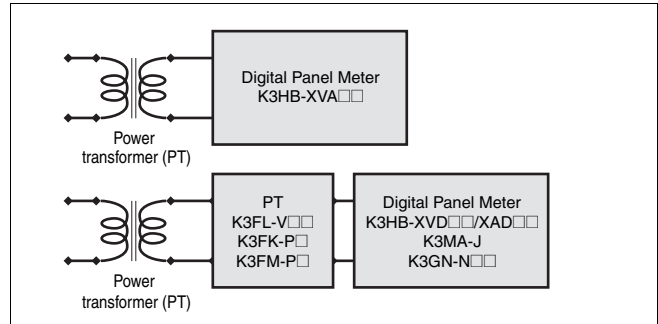 Digital Panel Meter
K3HB-XVA□□
Power
transformer (PT)
PT
K3FL-V□□
K3FK-P□
K3FM-P□
Digital Panel Meter
K3HB-XVD□□/XAD□□
K3MA-J
K3GN-N□□
Power
transformer (PT)